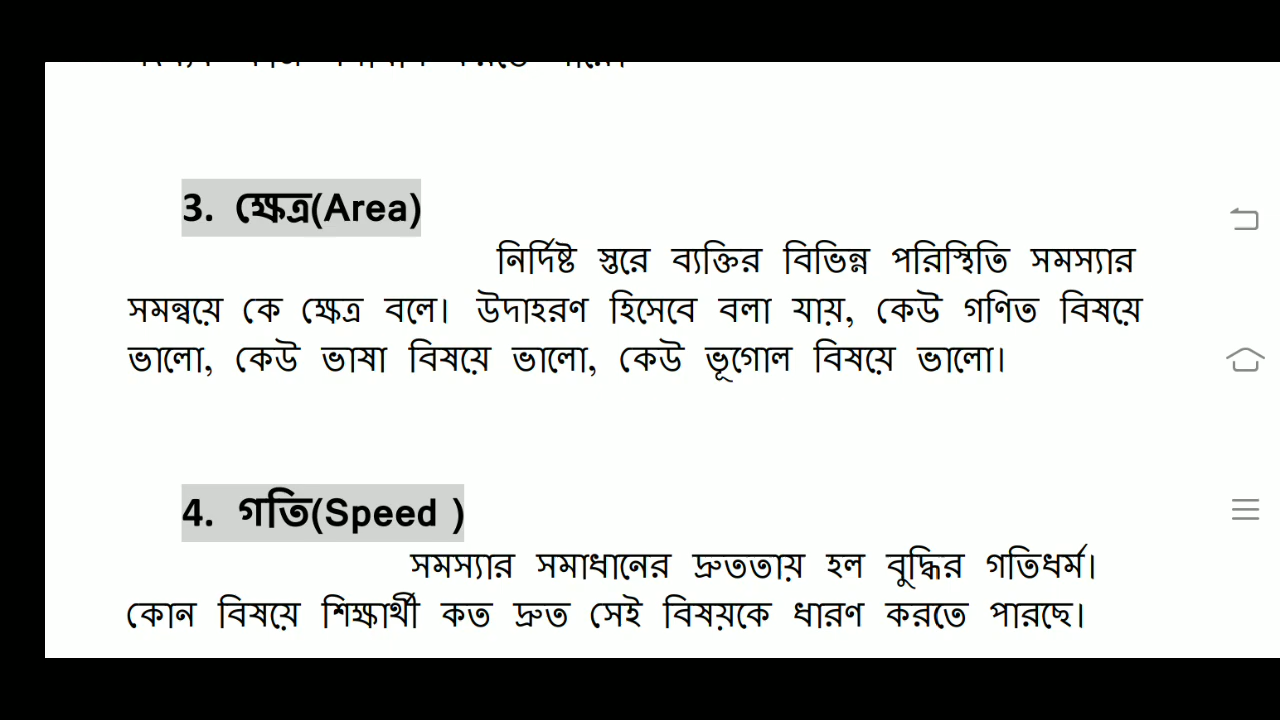 3. ক্ষেত্র(Area)
নির্দিষ্ট স্তরে ব্যক্তির বিভিন্ন পরিস্থিতি সমস্যার
সমন্বয়ে কে ক্ষেত্র বলে। উদাহরণ হিসেবে বলা যায়, কেউ গণিত বিষয়ে
ভালো, কেউ ভাষা বিষয়ে ভালো, কেউ ভূগোল বিষয়ে ভালো।
4. গতি(Speed )
সমস্যার সমাধানের দ্রুততায় হল বুদ্ধির গতিধর্ম।
কোন বিষয়ে শিক্ষার্থী কত দ্রুত সেই বিষয়কে ধারণ করতে পারছে।